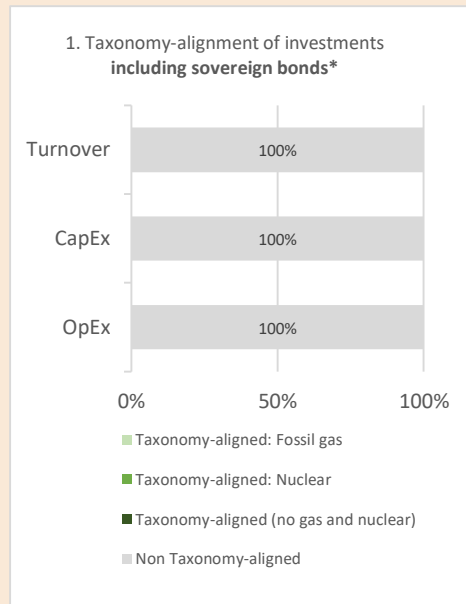 1. Taxonomy-alignment of investments
including sovereign bonds*
Turnover
100%
CapEx
100%
OpEx
100%
0%
50%
100%
Taxonomy-aligned: Fossil gas
Taxonomy-aligned: Nuclear
Taxonomy-aligned (no gas and nuclear)
Non Taxonomy-aligned